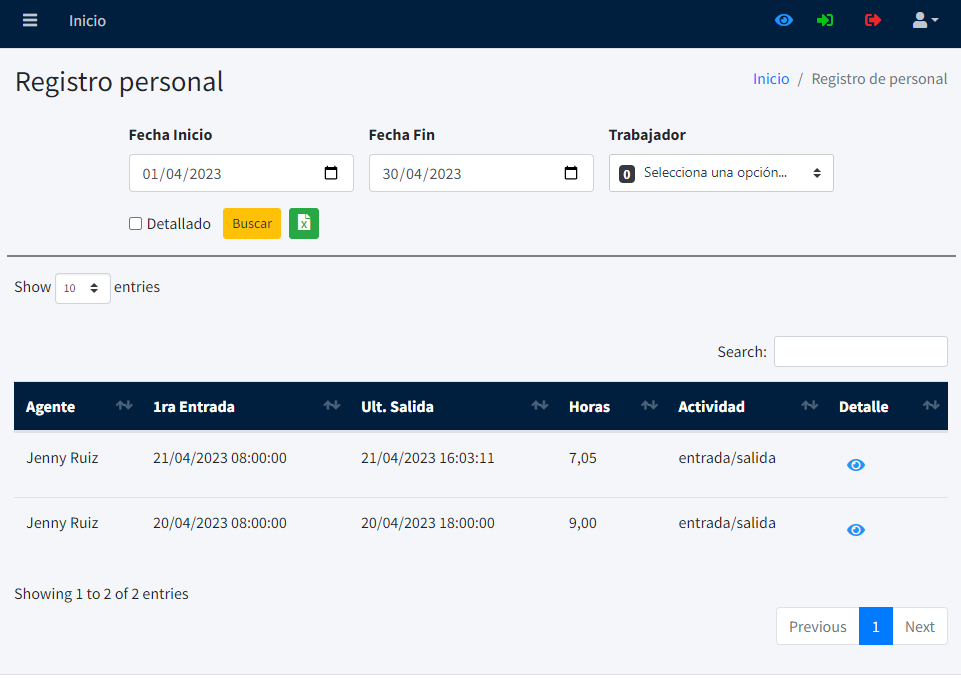 Inicio
Registro personal
Inicio / Registro de personal
Fecha Inicio Fecha Fin Trabajador
01/04/2023 30/04/2023 0 Selecciona una opción...
Detallado Buscar
Show 10 entries
Search:
Agente 1ra Entrada Ult. Salida Horas Actividad Detalle
Jenny Ruiz 21/04/2023 08:00:00 21/04/2023 16:03:11 7,05 entrada/salida
Jenny Ruiz 20/04/2023 08:00:00 20/04/2023 18:00:00 9,00 entrada/salida
Showing 1 to 2 of 2 entries
Previous 1 Next